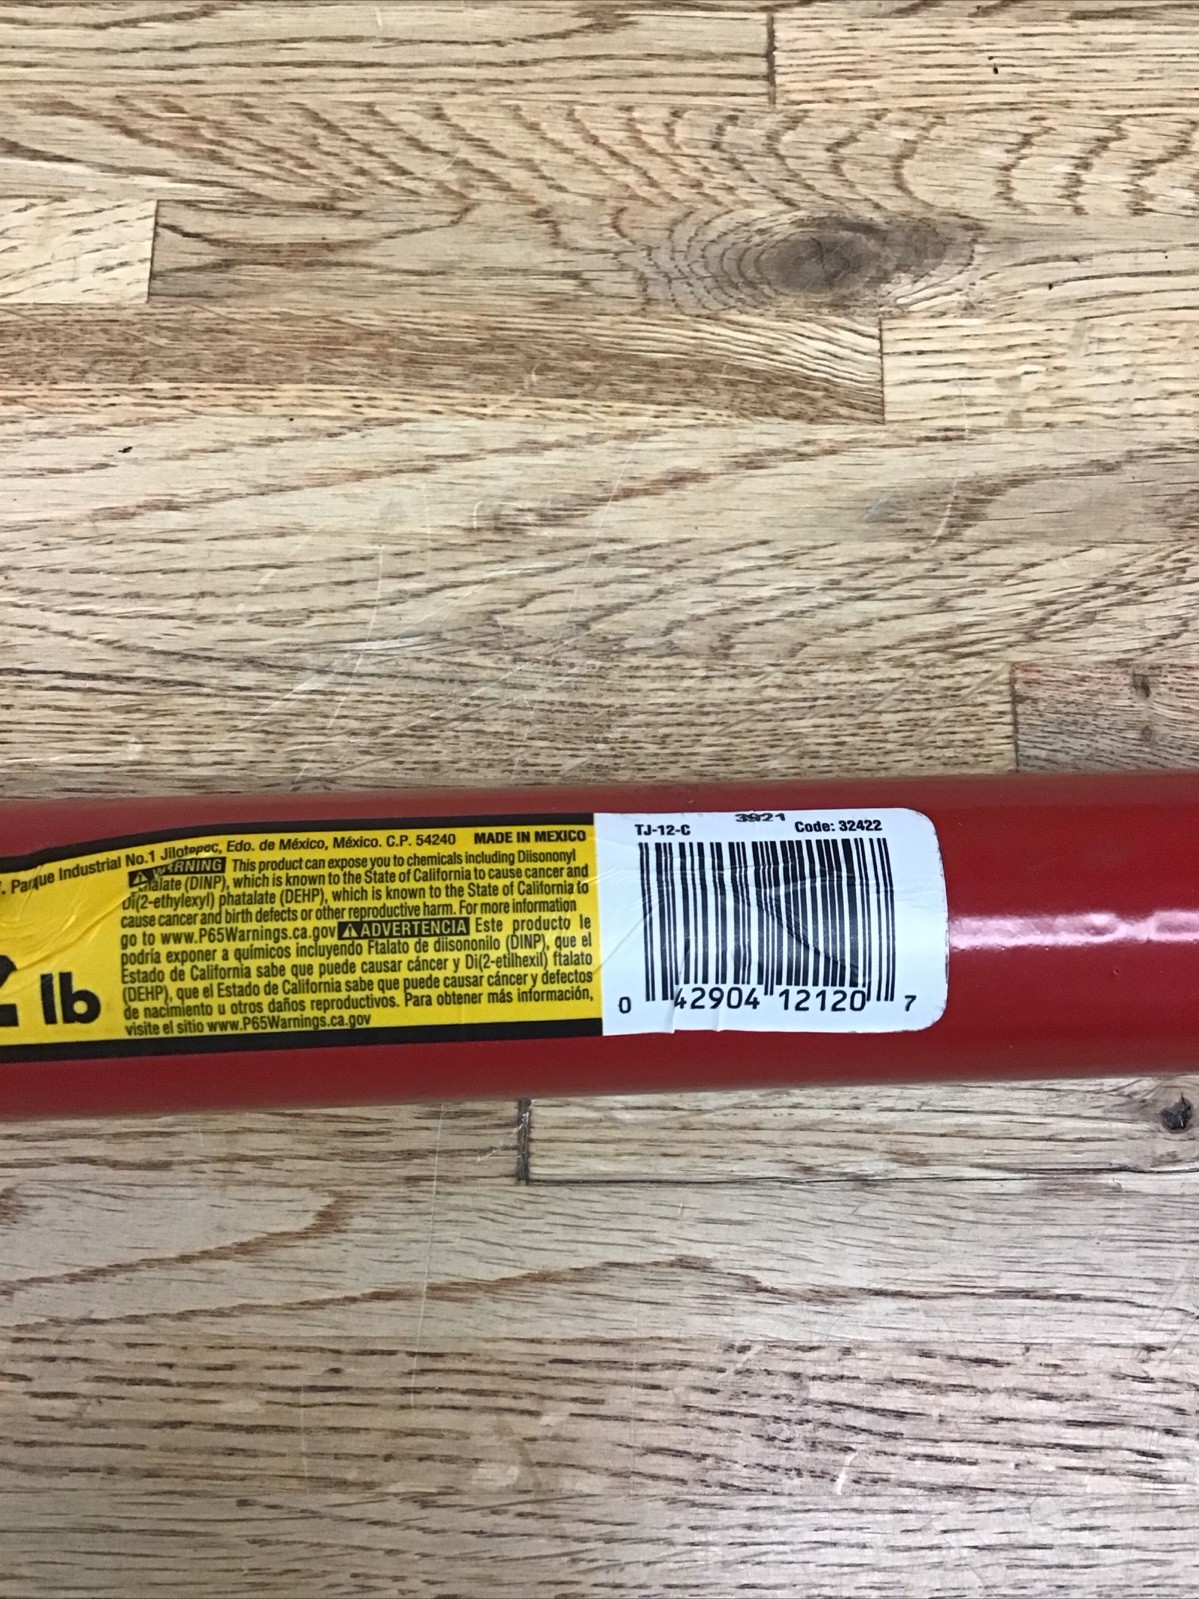 Parque Industrial No.1 Jilotepec, Edo. de México, México. C.P. 54240 MADE IN MEXICO
WARNING This product can expose you to chemicals including Diisononyl
(DINP), which is known to the State of California to cause cancer and
Di(2-ethylexyl) phatalate (DEHP), which is known to the State of California to
cause cancer and birth defects or other reproductive harm. For more information
go to www.P65Warnings.ca.gov ADVERTENCIA Este producto le
podría exponer a químicos incluyendo Ftalato de diisononilo (DINP), que el
Estado de California sabe que puede causar cáncer y Di(2-etilhexil) ftalato
(DEHP), que el Estado de California sabe que puede causar cáncer y defectos
de nacimiento u otros daños reproductivos. Para obtener más información,
visite el sitio www.P65Warnings.ca.gov
lb
TJ-12-C 3921 Code: 32422
0 42904 12120 7